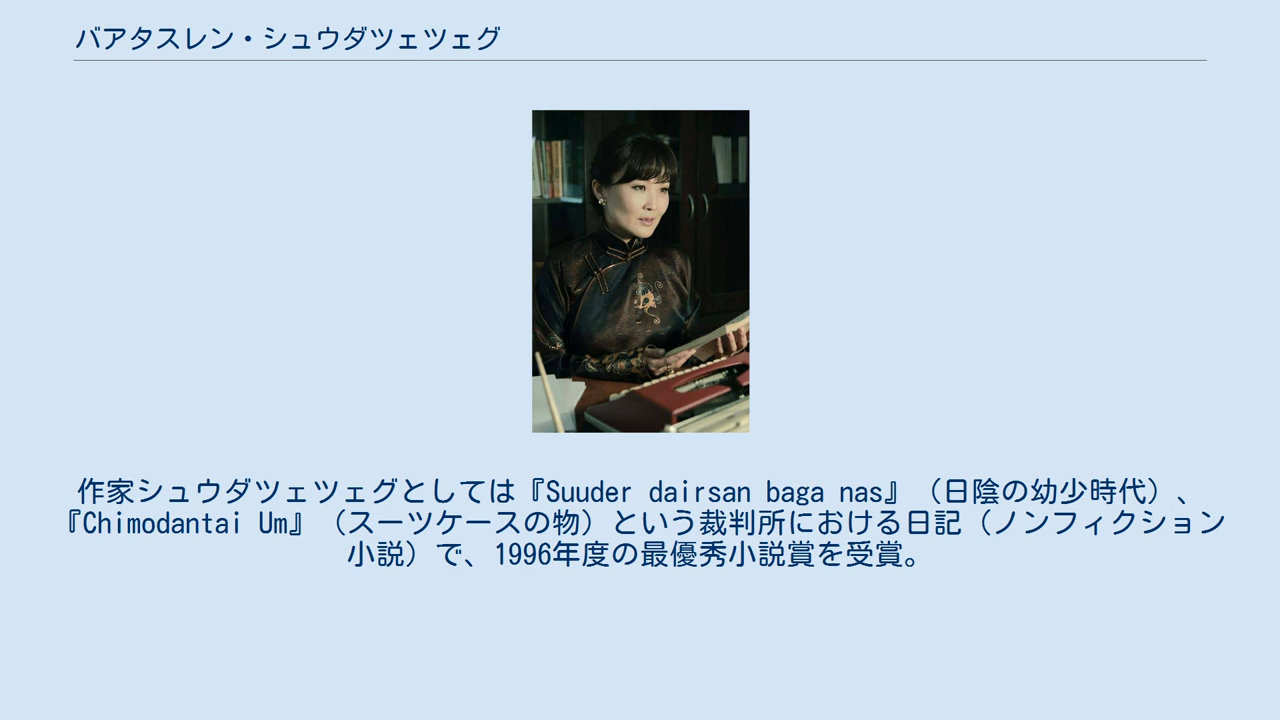 バアタスレン・シュウダツェツェグ
作家シュウダツェツェグとしては『Suuder dairsan baga nas』（日陰の幼少時代）、
『Chimodantai Um』（スーツケースの物）という裁判所における日記（ノンフィクション
小説）で、1996年度の最優秀小説賞を受賞。